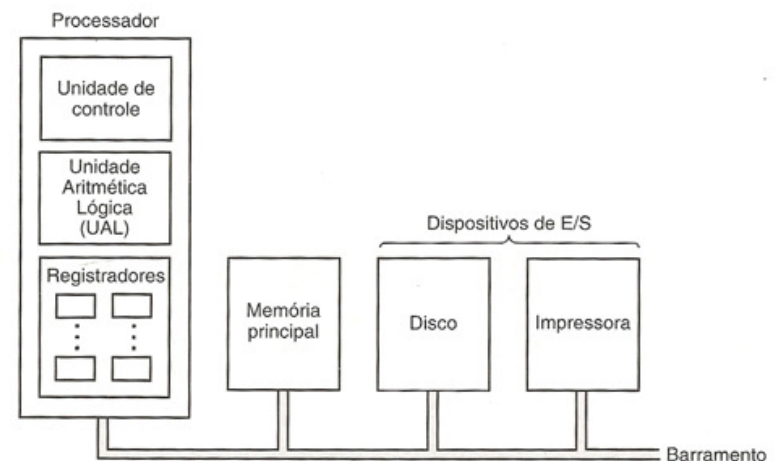 Processador
Unidade de
controle
Unidade
Aritmética
Lógica
(UAL)
Registradores
Memória
principal
Dispositivos de E/S
Disco
Impressora
Barramento